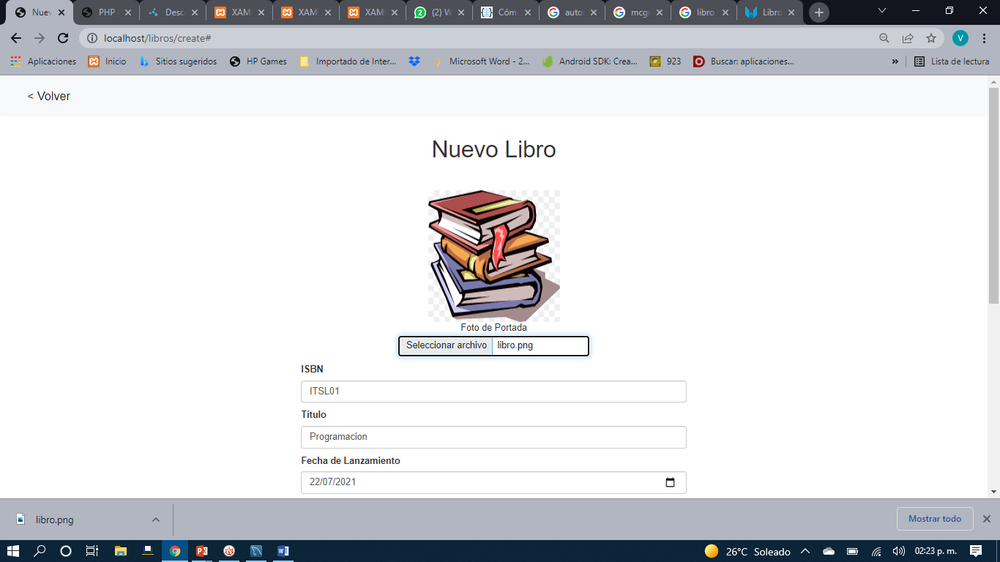 Nuev
PHP
Desc
XAM
XAM
XAM
(2) W
Cóm
auto
mcg
libro
Libro
localhost/libros/create#
V
Aplicaciones
Inicio
Sitios sugeridos
HP Games
Importado de Inter...
Microsoft Word - 2...
Android SDK: Crea...
923
Buscar: aplicaciones...
»
Lista de lectura
< Volver
Nuevo Libro
Foto de Portada
Seleccionar archivo libro.png
ISBN
ITSL01
Título
Programacion
Fecha de Lanzamiento
22/07/2021
libro.png
Mostrar todo
26°C Soleado
02:23 p. m.